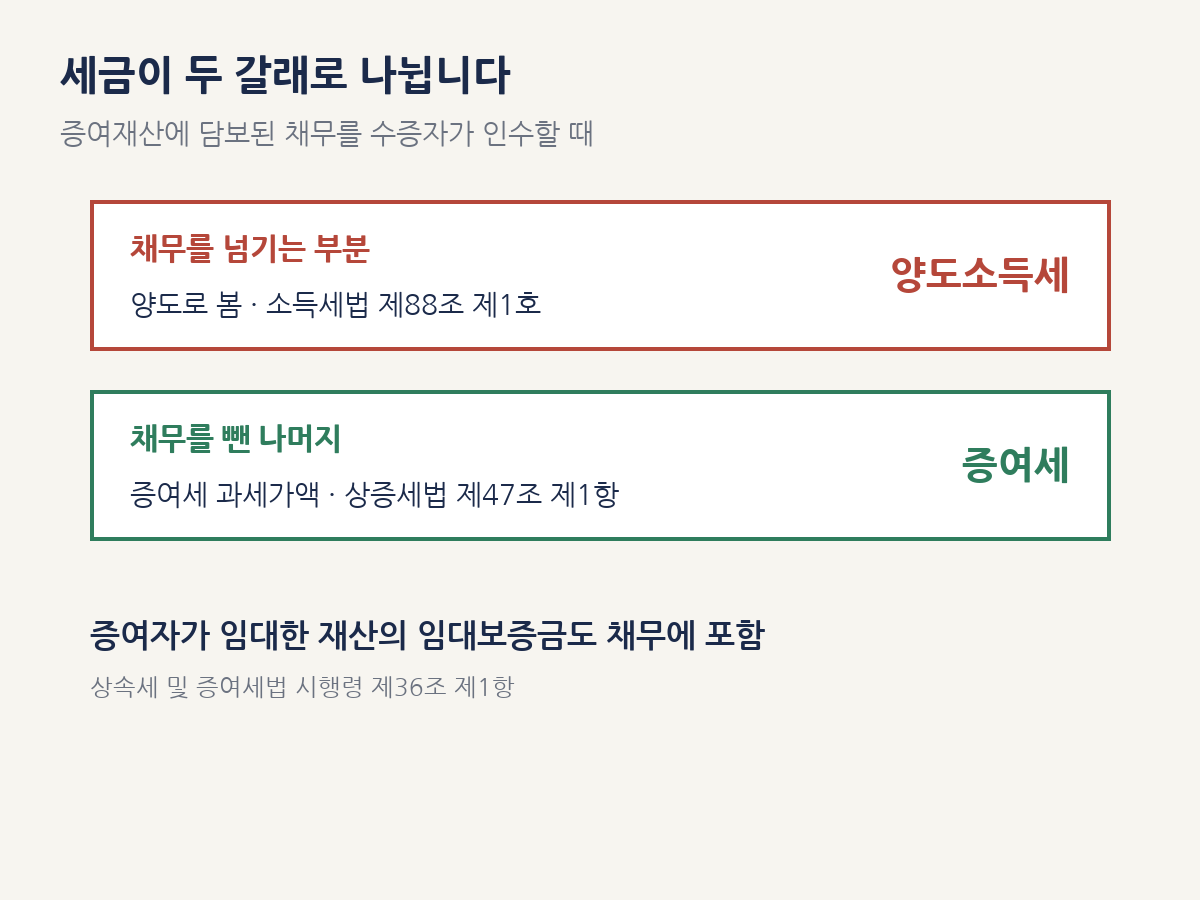 세금이 두 갈래로 나뉩니다
증여재산에 담보된 채무를 수증자가 인수할 때
채무를 넘기는 부분
양도로 봄 · 소득세법 제88조 제1호
양도소득세
채무를 뺀 나머지
증여세 과세가액 · 상증세법 제47조 제1항
증여세
증여자가 임대한 재산의 임대보증금도 채무에 포함
상속세 및 증여세법 시행령 제36조 제1항